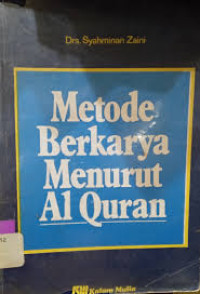 Drs. Syahminan Zaini
Metode
Berkarya
Menurut
Al Quran
Kalam Mulia